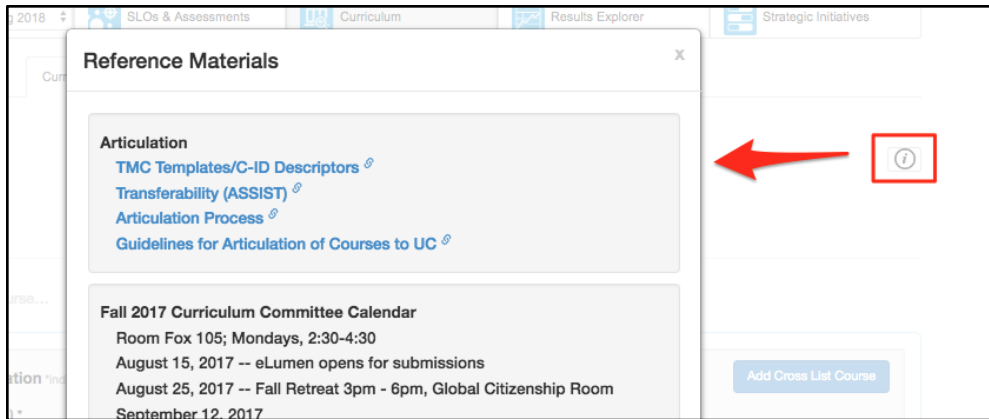 2018
SLOs & Assessments
Curriculum
Results Explorer
Strategic Initiatives
Reference Materials
x
Articulation
TMC Templates/C-ID Descriptors
Transferability (ASSIST)
Articulation Process
Guidelines for Articulation of Courses to UC
Fall 2017 Curriculum Committee Calendar
Room Fox 105; Mondays, 2:30-4:30
August 15, 2017 -- eLumen opens for submissions
August 25, 2017 -- Fall Retreat 3pm - 6pm, Global Citizenship Room
September 12, 2017
Add Cross List Course